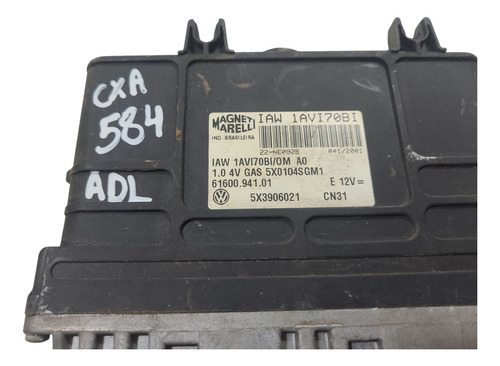 CXA
584
ADL
MAGNETI MARELLI
IND. BRASILEIRA
IAW 1AVI70BI
22-NE092B 041/2001
IAW 1AVI70BI/OM A0
1.0 4V GAS 5X0104SGM1
61600.941.01 E 12V=
5X3906021 CN31